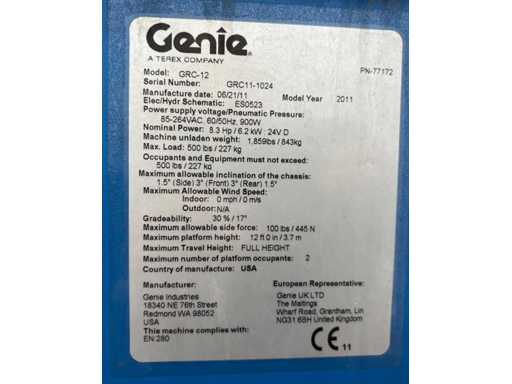 Genie
A TEREX COMPANY
Model: GRC-12 PN-77172
Serial Number: GRC11-1024
Manufacture date: 06/21/11 Model Year 2011
Elec/Hydr Schematic: ES0523
Power supply voltage/Pneumatic Pressure:
85-264VAC, 60/50Hz, 900W
Nominal Power: 8.3 Hp / 6.2 kW : 24V D
Machine unladen weight: 1,859lbs / 843kg
Max. Load: 500 lbs / 227 kg
Occupants and Equipment must not exceed:
500 lbs / 227 kg
Maximum allowable inclination of the chassis:
1.5° (Side) 3° (Front) 3° (Rear) 1.5°
Maximum Allowable Wind Speed:
Indoor: 0 mph / 0 m/s
Outdoor: N/A
Gradeability: 30 % / 17°
Maximum allowable side force: 100 lbs / 445 N
Maximum platform height: 12 ft 0 in / 3.7 m
Maximum Travel Height: FULL HEIGHT
Maximum number of platform occupants: 2
Country of manufacture: USA
Manufacturer:
Genie Industries
18340 NE 76th Street
Redmond WA 98052
USA
This machine complies with:
EN 280
European Representative:
Genie UK LTD
The Maltings
Wharf Road, Grantham, Lin
NG31 6BH United Kingdom
CE 11